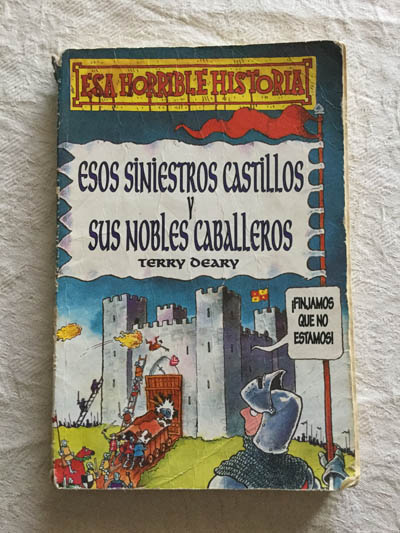 ESA HORRIBLE HISTORIA
ESOS SINIESTROS CASTILLOS
y
SUS NOBLES CABALLEROS
TERRY DEARY
¡FINJAMOS
QUE NO
ESTAMOS!